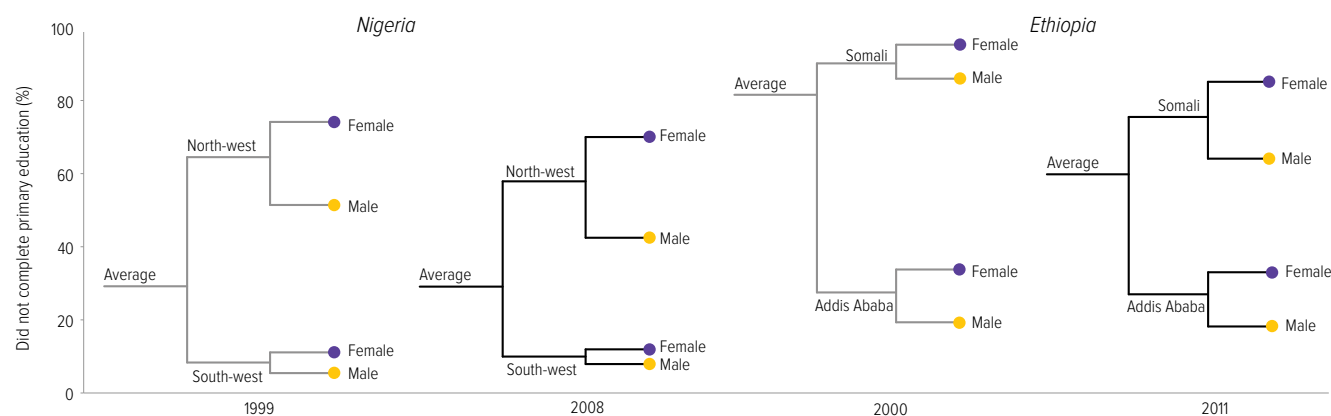 Nigeria
Ethiopia
Did not complete primary education (%)
100
80
60
40
20
0
Average
North-west
Female
Male
South-west
Female
Male
Average
North-west
Female
Male
South-west
Female
Male
Average
Somali
Female
Male
Addis Ababa
Female
Male
Average
Somali
Female
Male
Addis Ababa
Female
Male
1999
2008
2000
2011